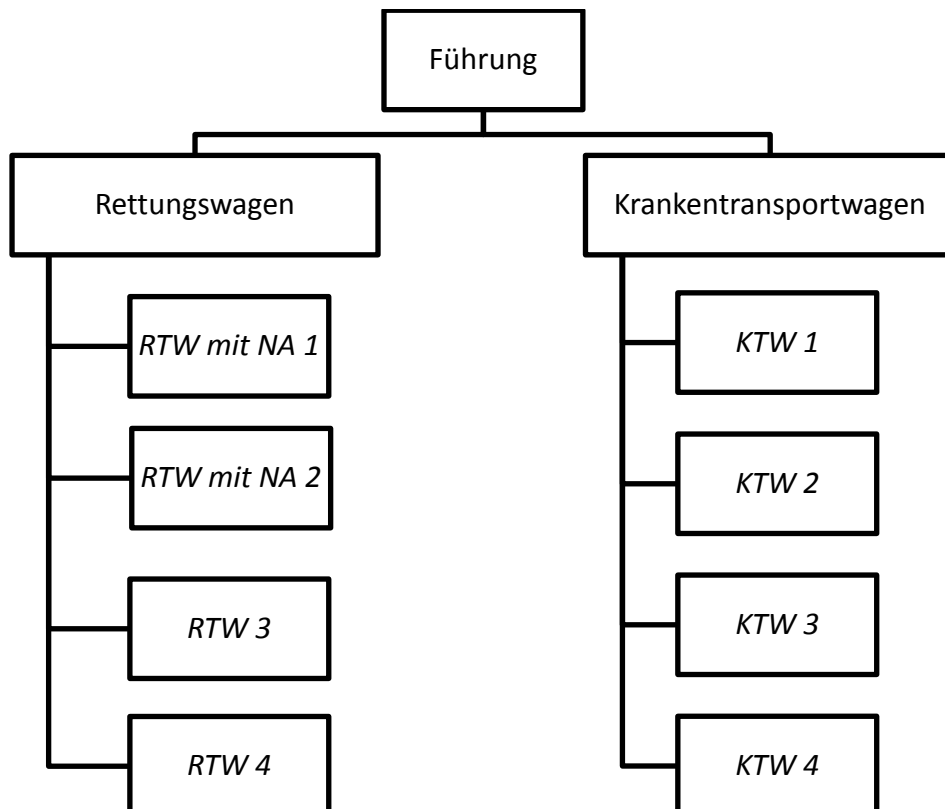 Führung
Rettungswagen
Krankentransportwagen
RTW mit NA 1
RTW mit NA 2
RTW 3
RTW 4
KTW 1
KTW 2
KTW 3
KTW 4